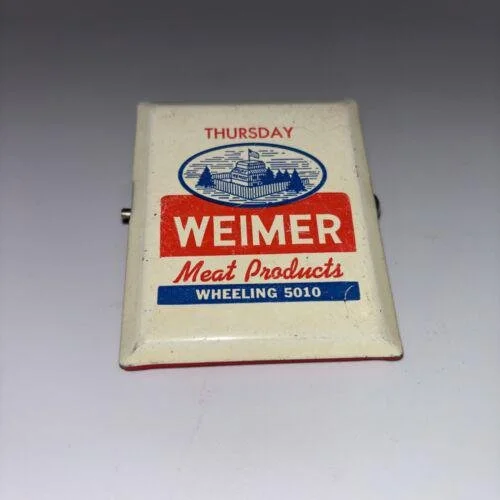 THURSDAY
WEIMER
Meat Products
WHEELING 5010